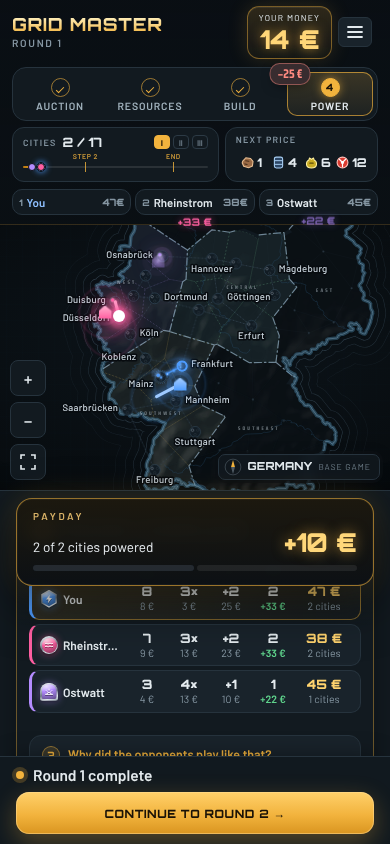 GRID MASTER
ROUND 1
YOUR MONEY
14 €
-25 €
AUCTION
RESOURCES
BUILD
4
POWER
CITIES 2 / 17
I II III
STEP 2 END
NEXT PRICE
1 4 6 12
1 You 47€
2 Rheinstrom 38€
3 Ostwatt 45€
+33 € +22 €
Osnabrück
Hannover
Magdeburg
WEST
CENTRAL
EAST
Duisburg
Dortmund
Göttingen
Düsseldorf
Köln
Erfurt
Koblenz
Frankfurt
Mainz
Mannheim
Saarbrücken
SOUTHWEST
SOUTHEAST
Stuttgart
Freiburg
+
−
GERMANY BASE GAME
PAYDAY
2 of 2 cities powered
+10 €
You 8 3x +2 2 47 €
8 € 3 € 25 € +33 € 2 cities
Rheinstr... 7 3x +2 2 38 €
9 € 13 € 23 € +33 € 2 cities
Ostwatt 3 4x +1 1 45 €
4 € 13 € 10 € +22 € 1 cities
? Why did the opponents play like that?
Round 1 complete
CONTINUE TO ROUND 2 →